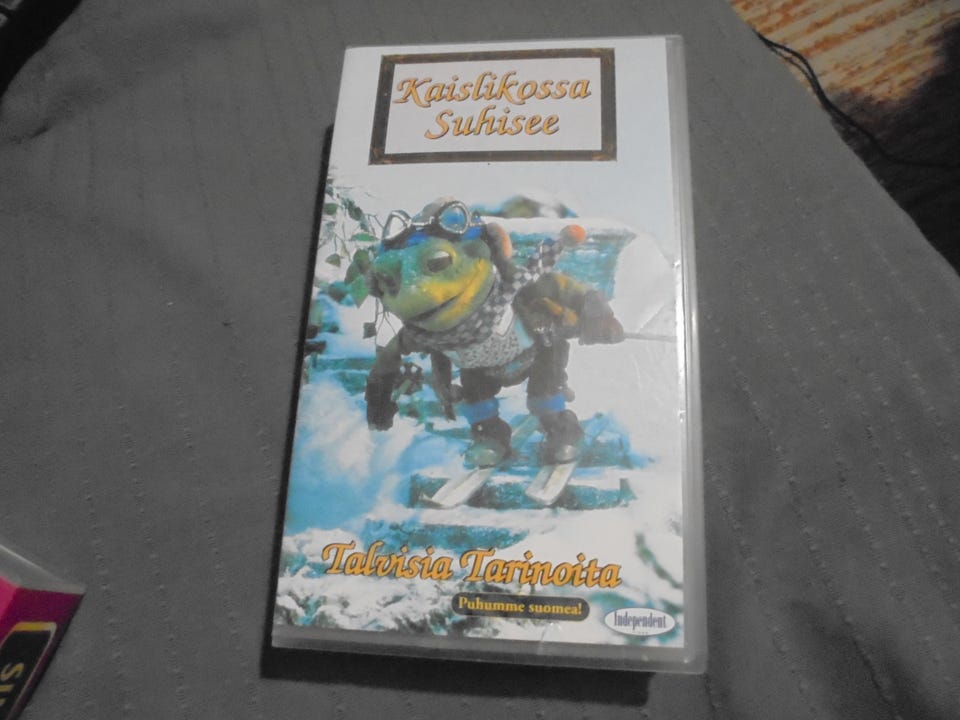 Kaislikossa
Suhisee
Talvisia Tarinoita
Puhumme suomea!
Independent